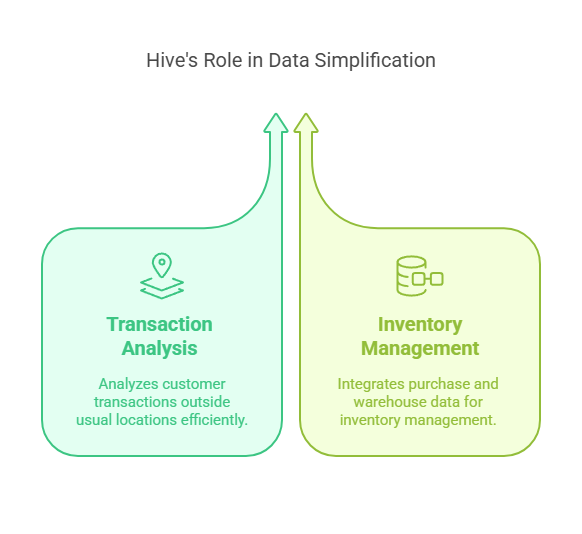 Hive's Role in Data Simplification
Transaction
Analysis
Analyzes customer
transactions outside
usual locations efficiently.
Inventory
Management
Integrates purchase and
warehouse data for
inventory management.